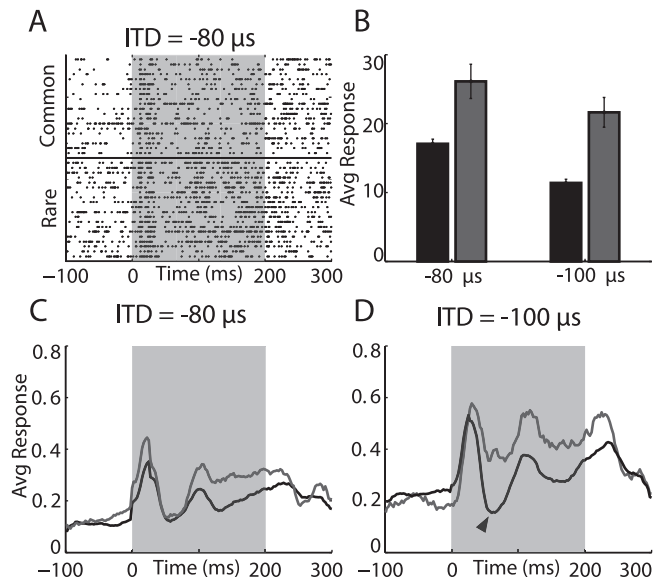 A
ITD = -80 µs
Common
Rare
-100 0 Time (ms) 200 300
B
Avg Response
30
20
10
0
-80 µs -100 µs
C
ITD = -80 µs
Avg Response
0.8
0.6
0.4
0.2
0
-100 0 Time (ms) 200 300
D
ITD = -100 µs
0.8
0.6
0.4
0.2
0
-100 0 Time (ms) 200 300